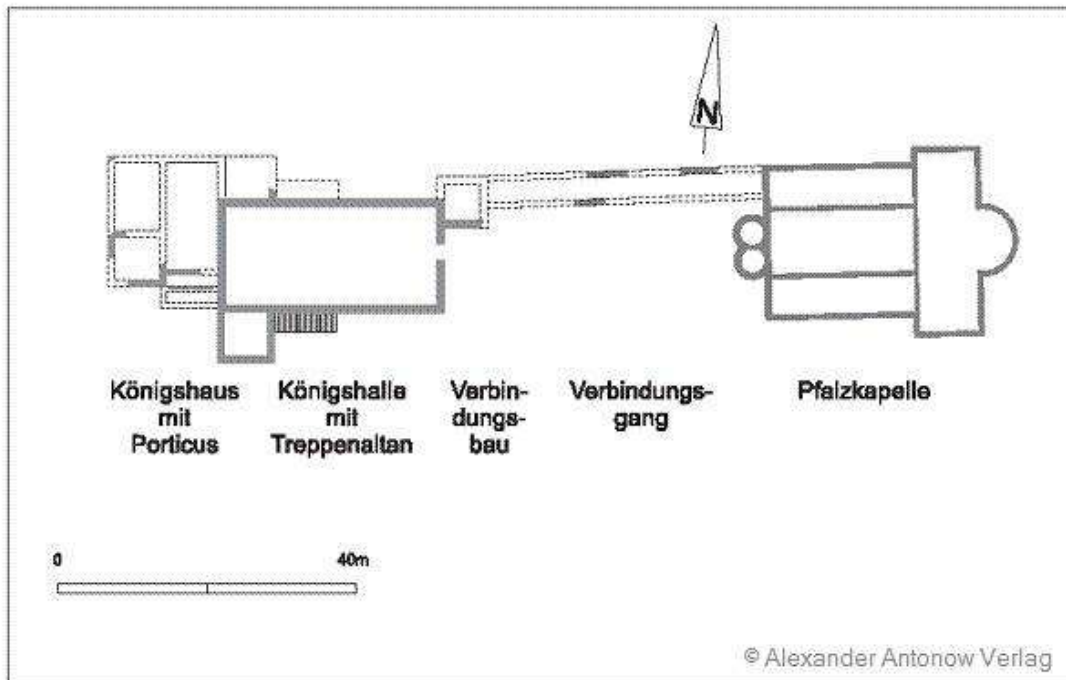 N
Königshaus
mit
Porticus
Königshalle
mit
Treppenaltan
Verbin-
dungs-
bau
Verbindungs-
gang
Pfalzkapelle
0
40m
© Alexander Antonow Verlag